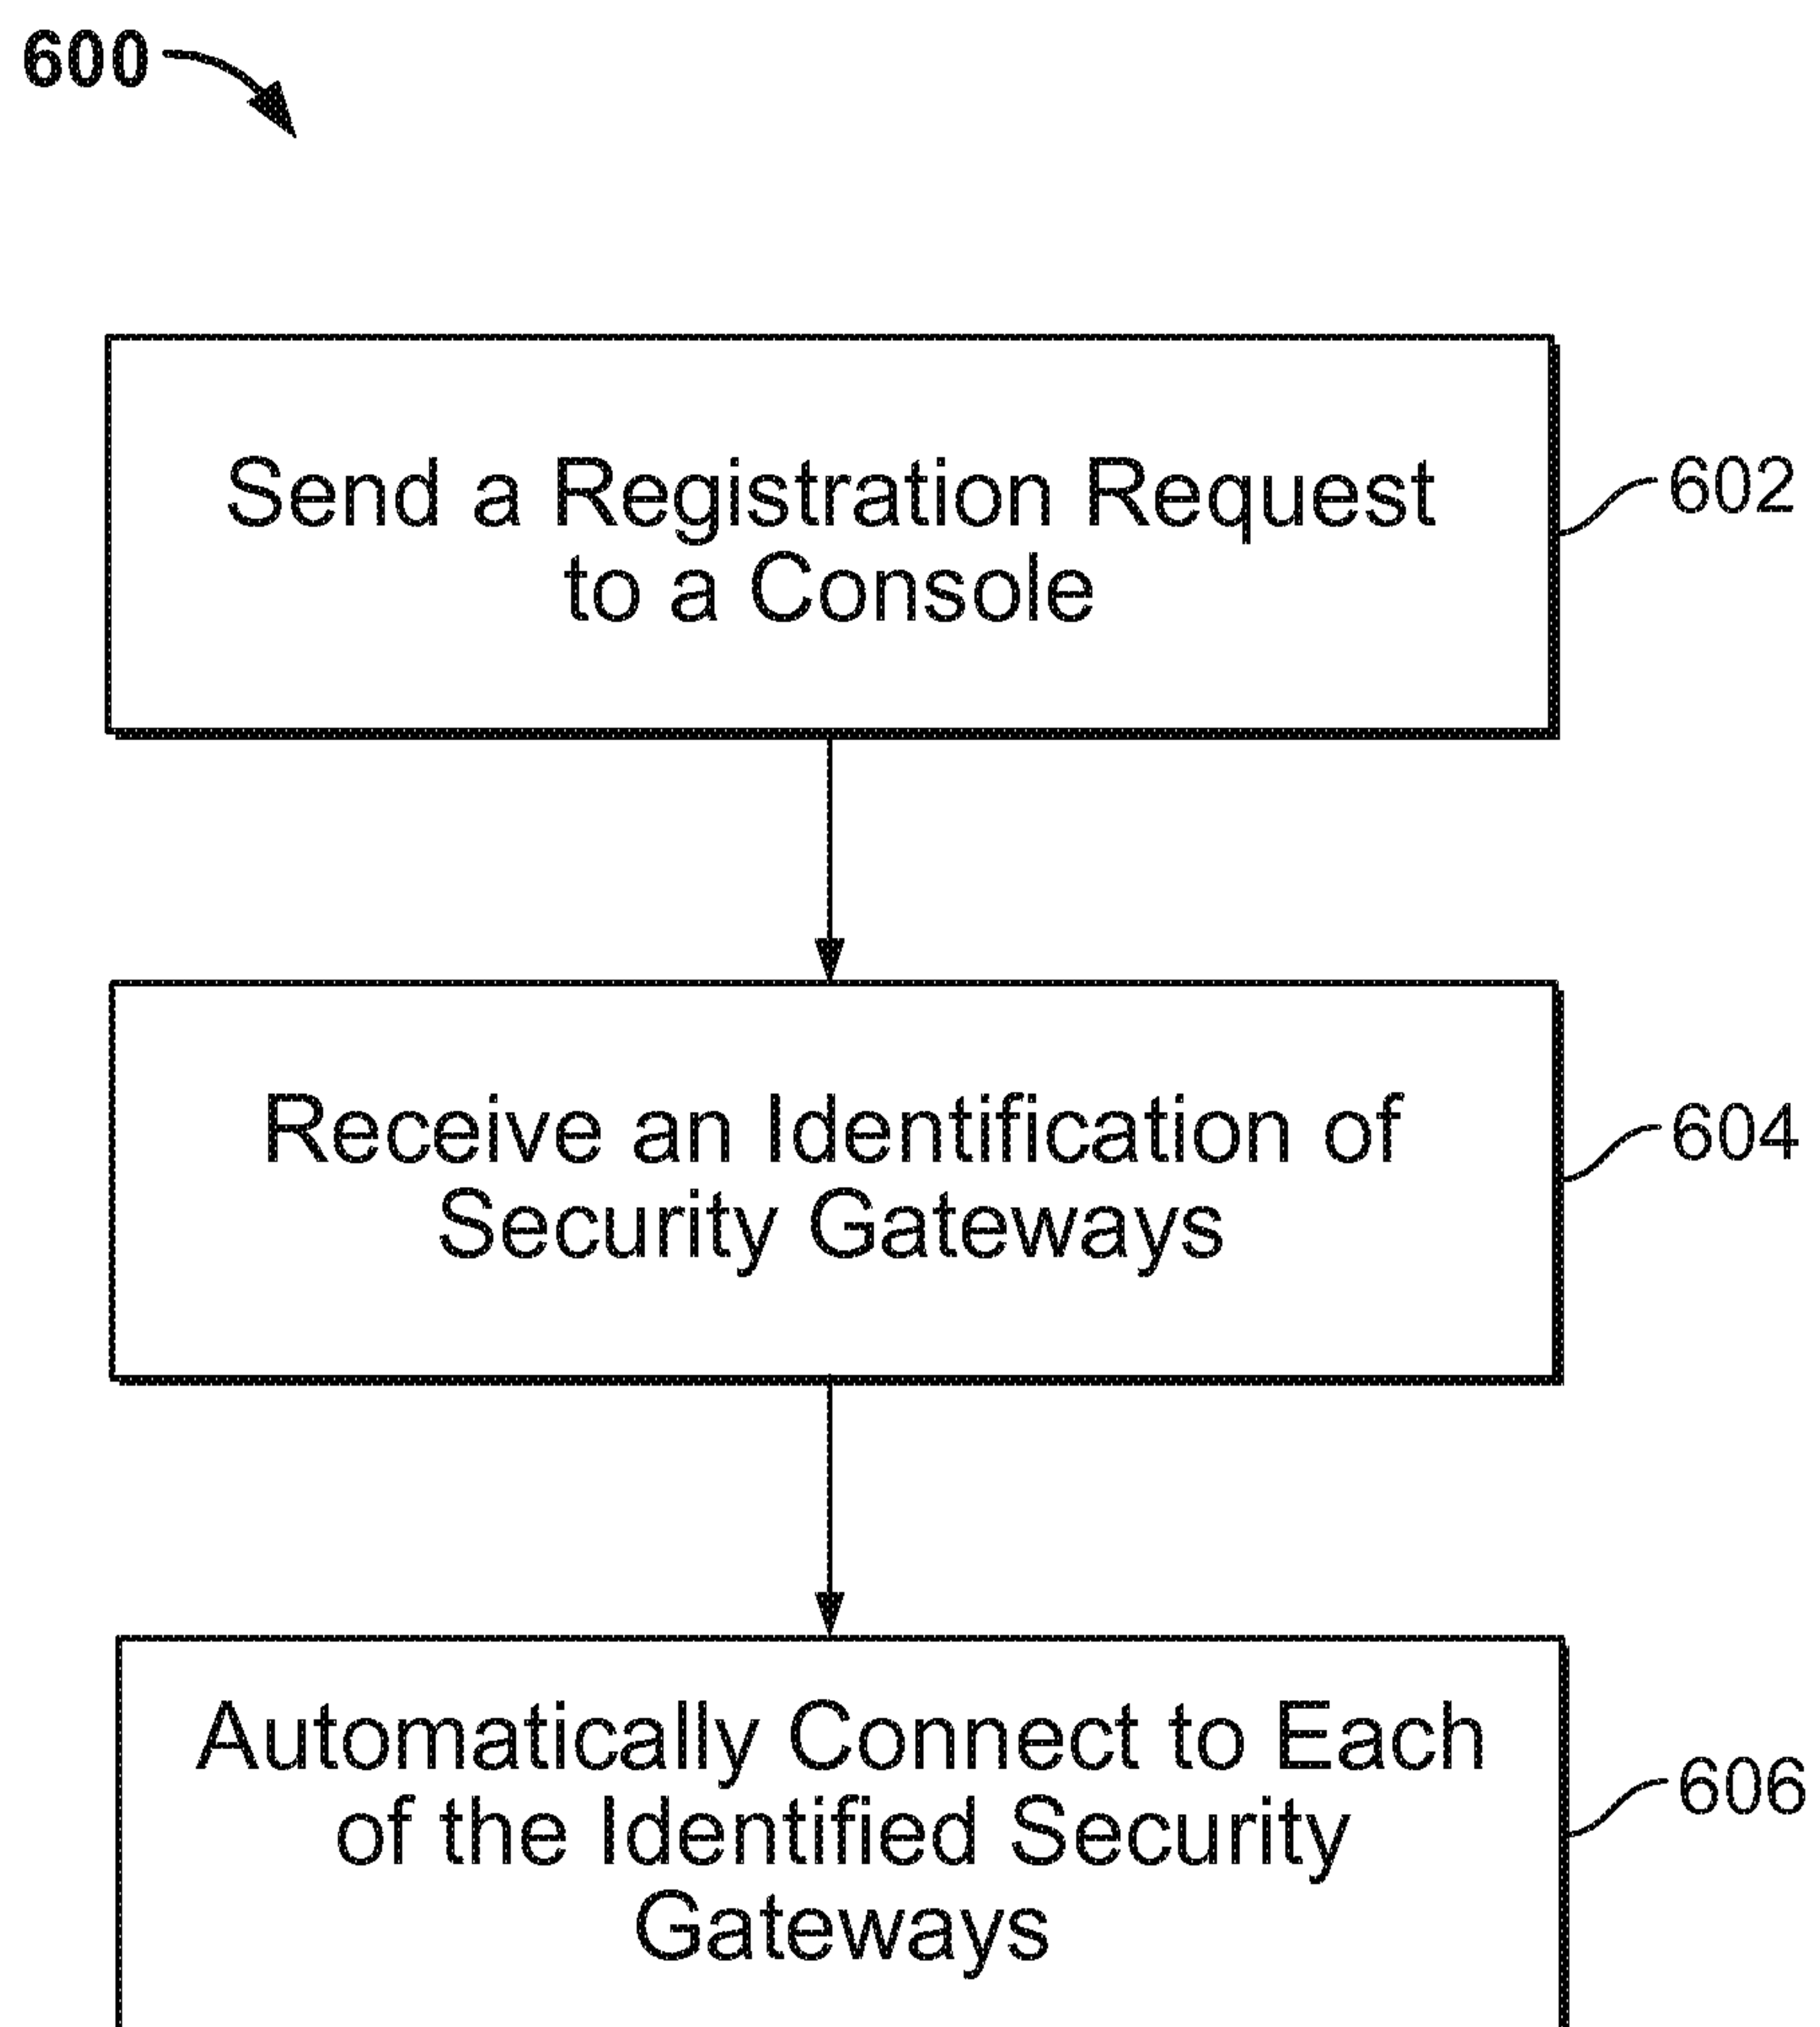 600
Send a Registration Request
to a Console
602
Receive an Identification of
Security Gateways
604
Automatically Connect to Each
of the Identified Security
Gateways
606